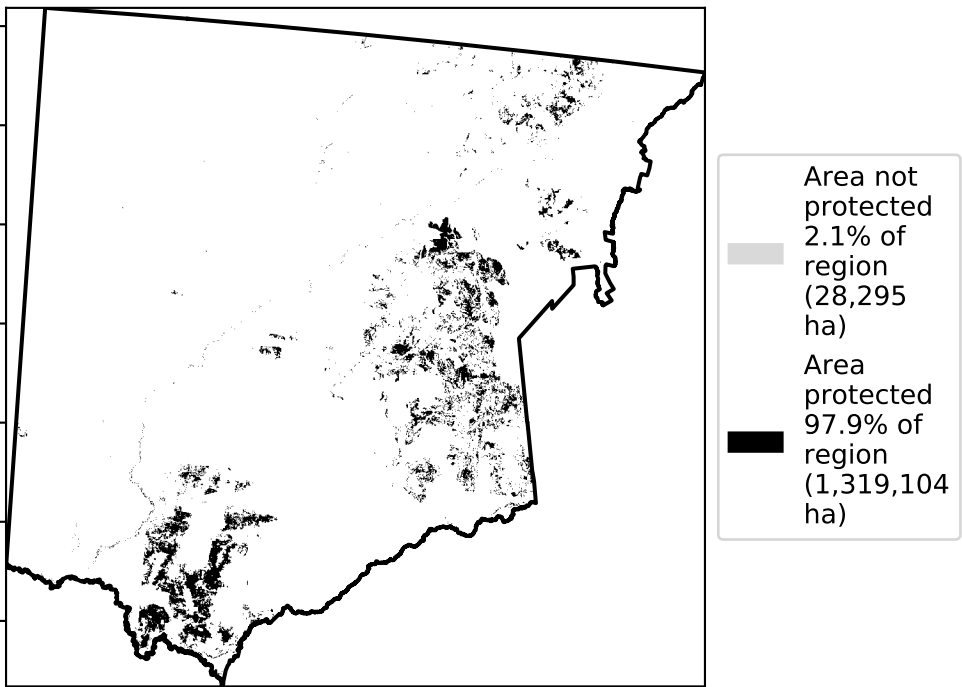 Area not
protected
2.1% of
region
(28,295
ha)
Area
protected
97.9% of
region
(1,319,104
ha)